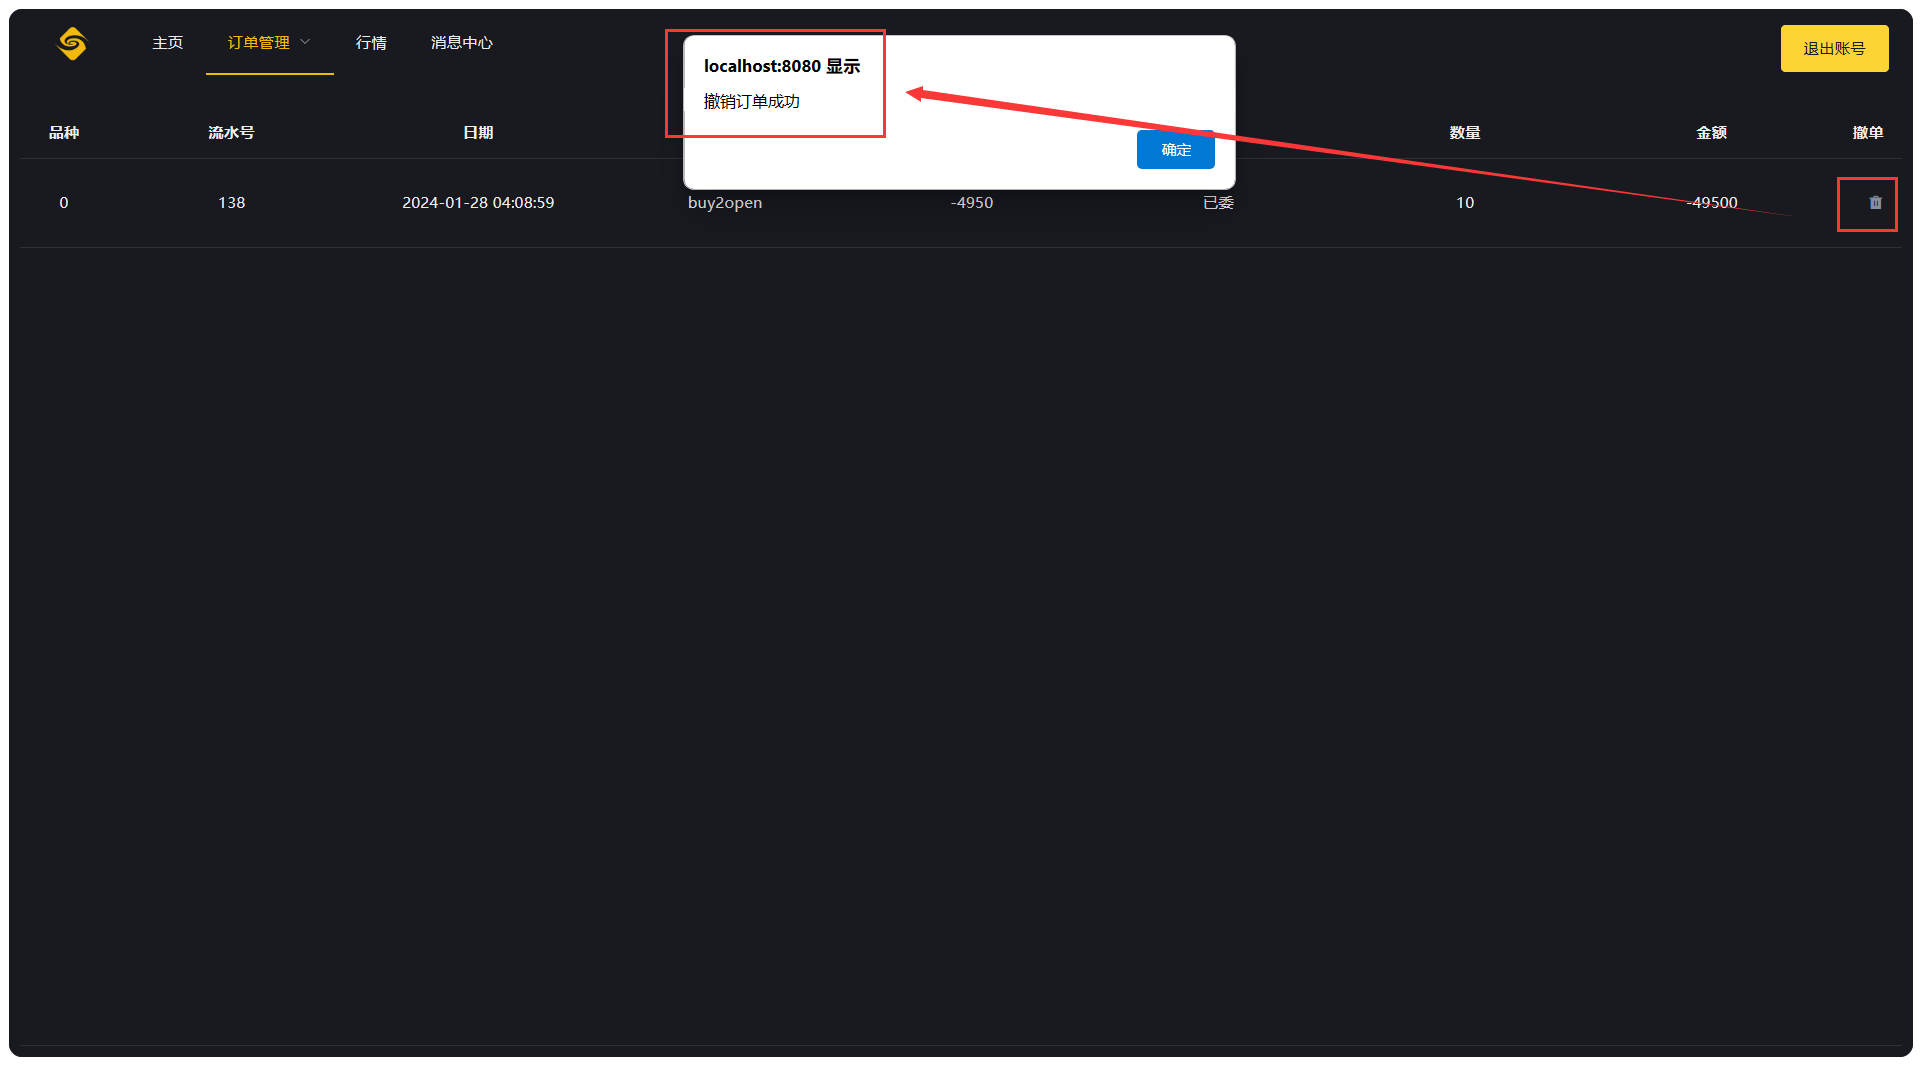 主页 订单管理 行情 消息中心 退出账号
localhost:8080 显示
撤销订单成功
确定
品种 流水号 日期 数量 金额 撤单
0 138 2024-01-28 04:08:59 buy2open -4950 已委 10 -49500